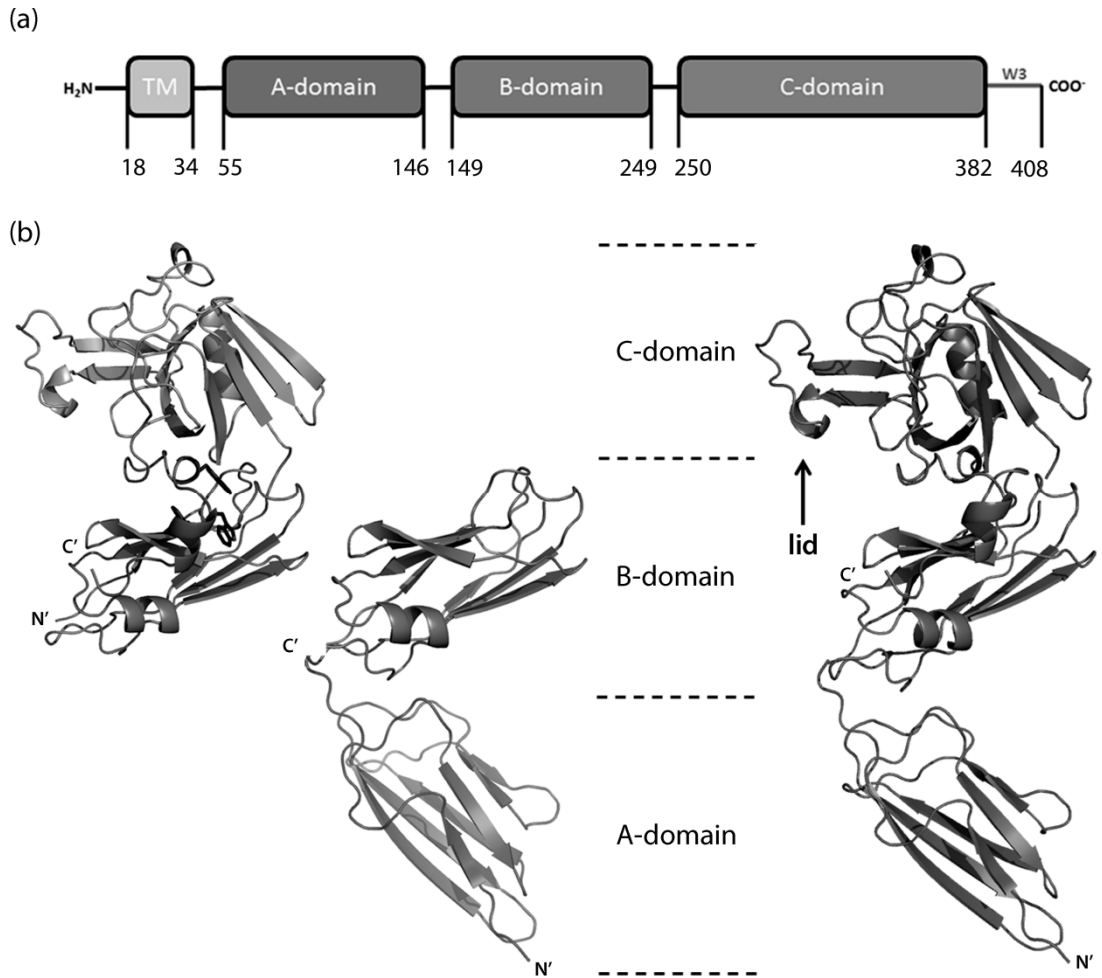 (a)
H₂N
TM
A-domain
B-domain
C-domain
W3
COO⁻
18 34 55 146 149 249 250 382 408
(b)
C-domain
lid
B-domain
C'
C'
N'
C'
A-domain
N'
N'